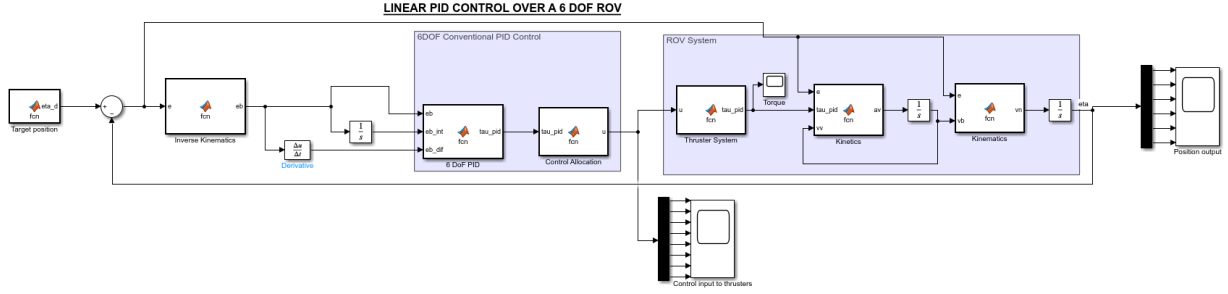 LINEAR PID CONTROL OVER A 6 DOF ROV
6DOF Conventional PID Control
ROV System
fcn
eta_d
Target position
+
-
e
fcn
eb
Inverse Kinematics
1
s
Δu
Δt
Derivative
eb
eb_int
eb_dif
fcn
tau_pid
6 DoF PID
tau_pid
fcn
u
Control Allocation
u
fcn
tau_pid
Thruster System
Torque
e
tau_pid
vv
fcn
av
Kinetics
1
s
e
vb
fcn
vn
Kinematics
1
s
eta
Position output
Control input to thrusters